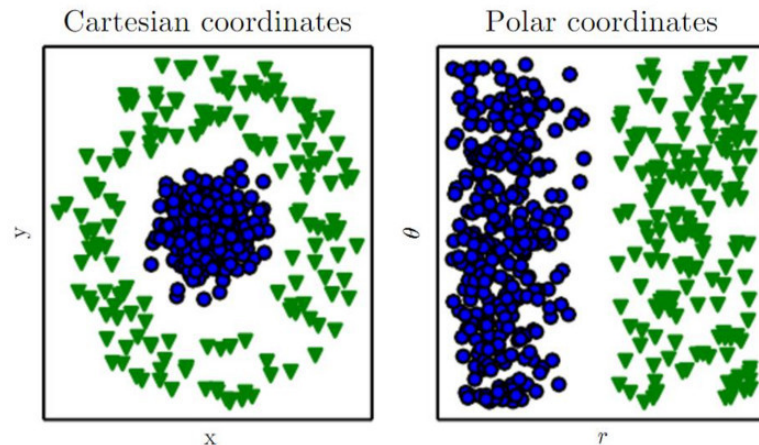 Cartesian coordinates
y
x
Polar coordinates
θ
r